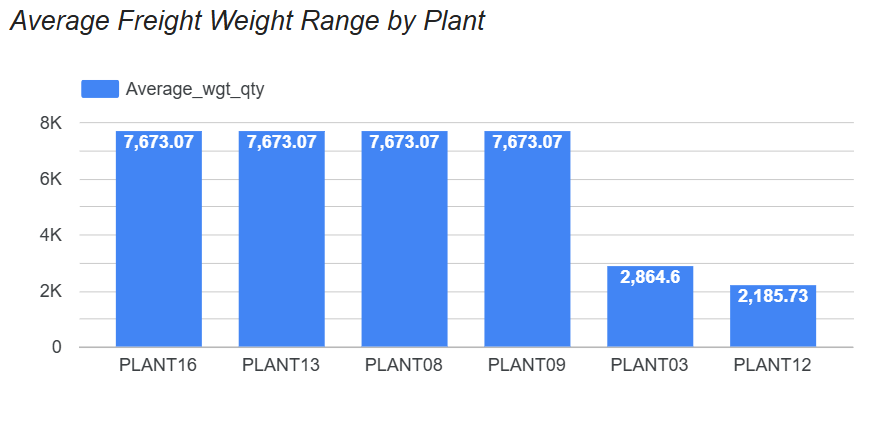 Average Freight Weight Range by Plant
Average_wgt_qty
8K
6K
4K
2K
0
7,673.07 7,673.07 7,673.07 7,673.07 2,864.6 2,185.73
PLANT16 PLANT13 PLANT08 PLANT09 PLANT03 PLANT12